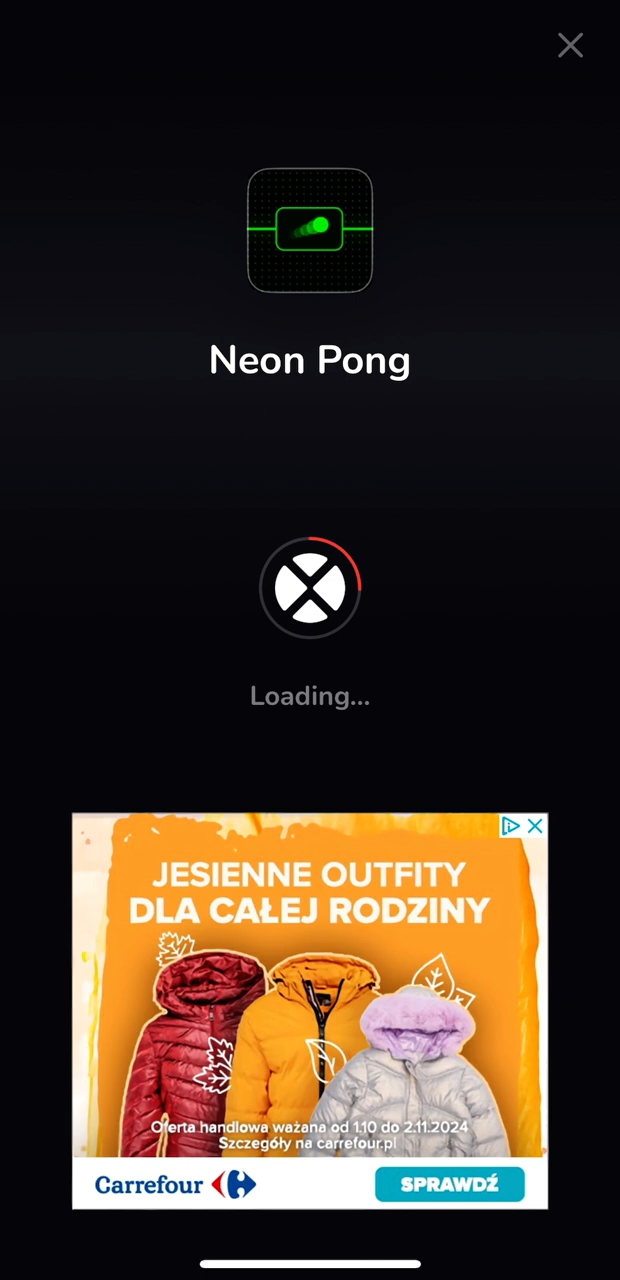 Neon Pong
Loading...
JESIENNE OUTFITY
DLA CAŁEJ RODZINY
Oferta handlowa ważana od 1.10 do 2.11.2024
Szczegóły na carrefour.pl
Carrefour
SPRAWDŹ